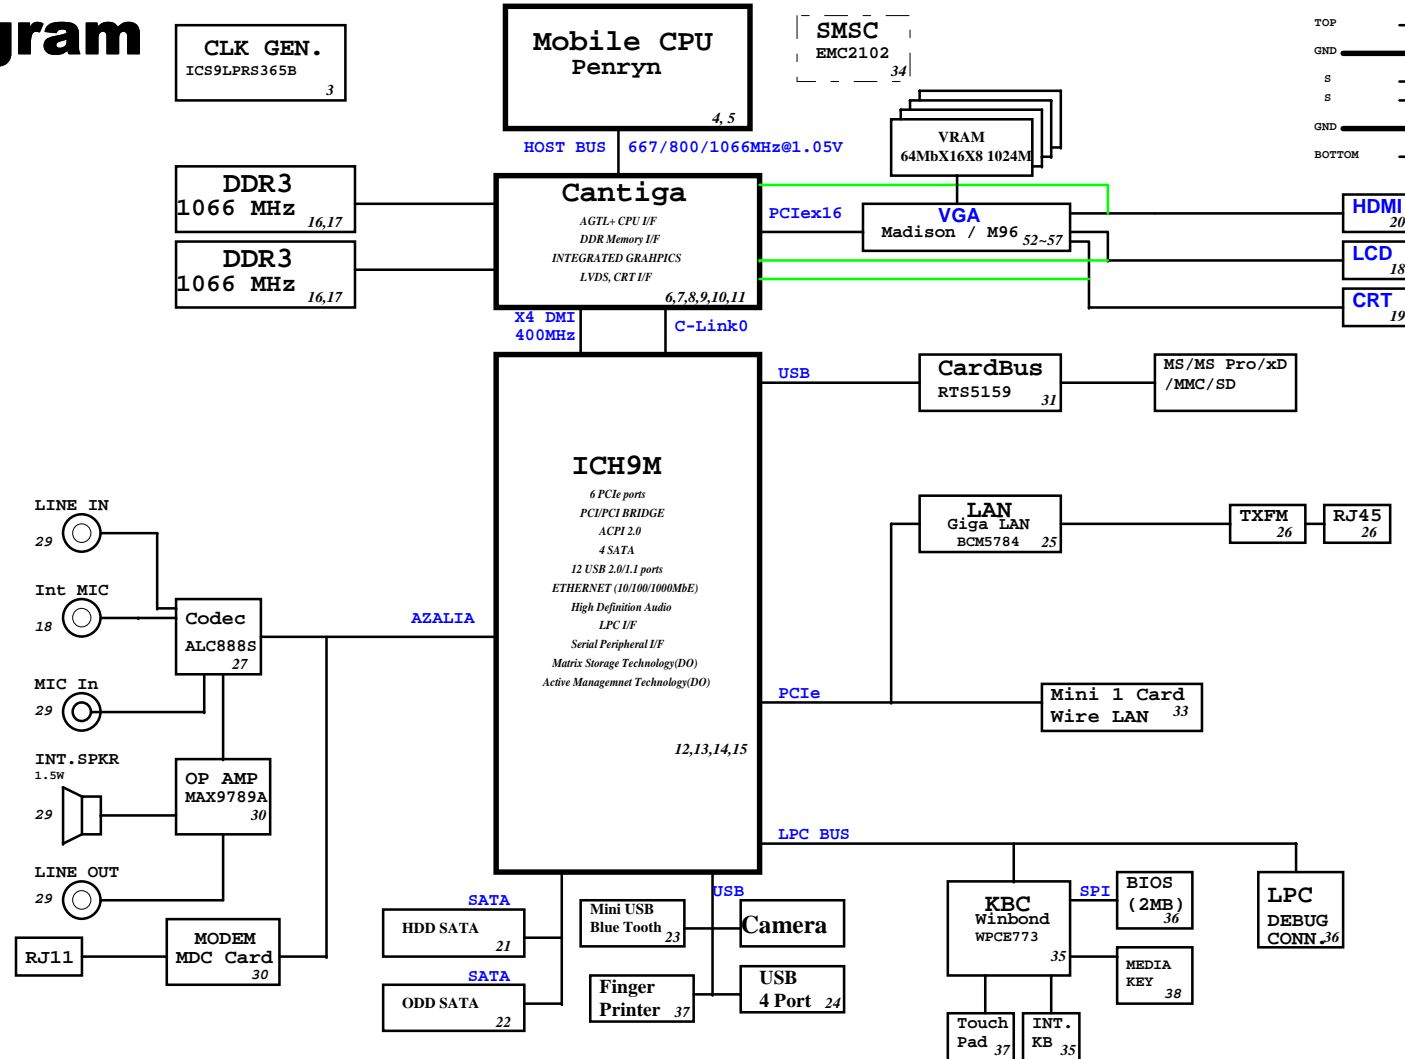 gram
CLK GEN.
ICS9LPRS365B
3
Mobile CPU
Penryn
4, 5
SMSC
EMC2102
34
TOP
GND
S
S
GND
BOTTOM
HOST BUS
667/800/1066MHz@1.05V
VRAM
64MbX16X8 1024M
DDR3
1066 MHz
16,17
DDR3
1066 MHz
16,17
Cantiga
AGTL+ CPU I/F
DDR Memory I/F
INTEGRATED GRAHPICS
LVDS, CRT I/F
6,7,8,9,10,11
PCIex16
VGA
Madison / M96
52~57
HDMI
20
LCD
18
CRT
19
X4 DMI
400MHz
C-Link0
USB
CardBus
RTS5159
31
MS/MS Pro/xD
/MMC/SD
ICH9M
6 PCIe ports
PCI/PCI BRIDGE
ACPI 2.0
4 SATA
12 USB 2.0/1.1 ports
ETHERNET (10/100/1000MbE)
High Definition Audio
LPC I/F
Serial Peripheral I/F
Matrix Storage Technology(DO)
Active Managemnet Technology(DO)
12,13,14,15
LAN
Giga LAN
BCM5784
25
TXFM
26
RJ45
26
LINE IN
29
Int MIC
18
Codec
ALC888S
27
AZALIA
MIC In
29
PCIe
Mini 1 Card
Wire LAN
33
INT.SPKR
1.5W
29
OP AMP
MAX9789A
30
LINE OUT
29
LPC BUS
MODEM
MDC Card
30
RJ11
SATA
HDD SATA
21
SATA
ODD SATA
22
USB
Mini USB
Blue Tooth
23
Camera
Finger
Printer
37
USB
4 Port
24
KBC
Winbond
WPCE773
35
SPI
BIOS
(2MB)
36
MEDIA
KEY
38
LPC
DEBUG
CONN.
36
Touch
Pad
37
INT.
KB
35